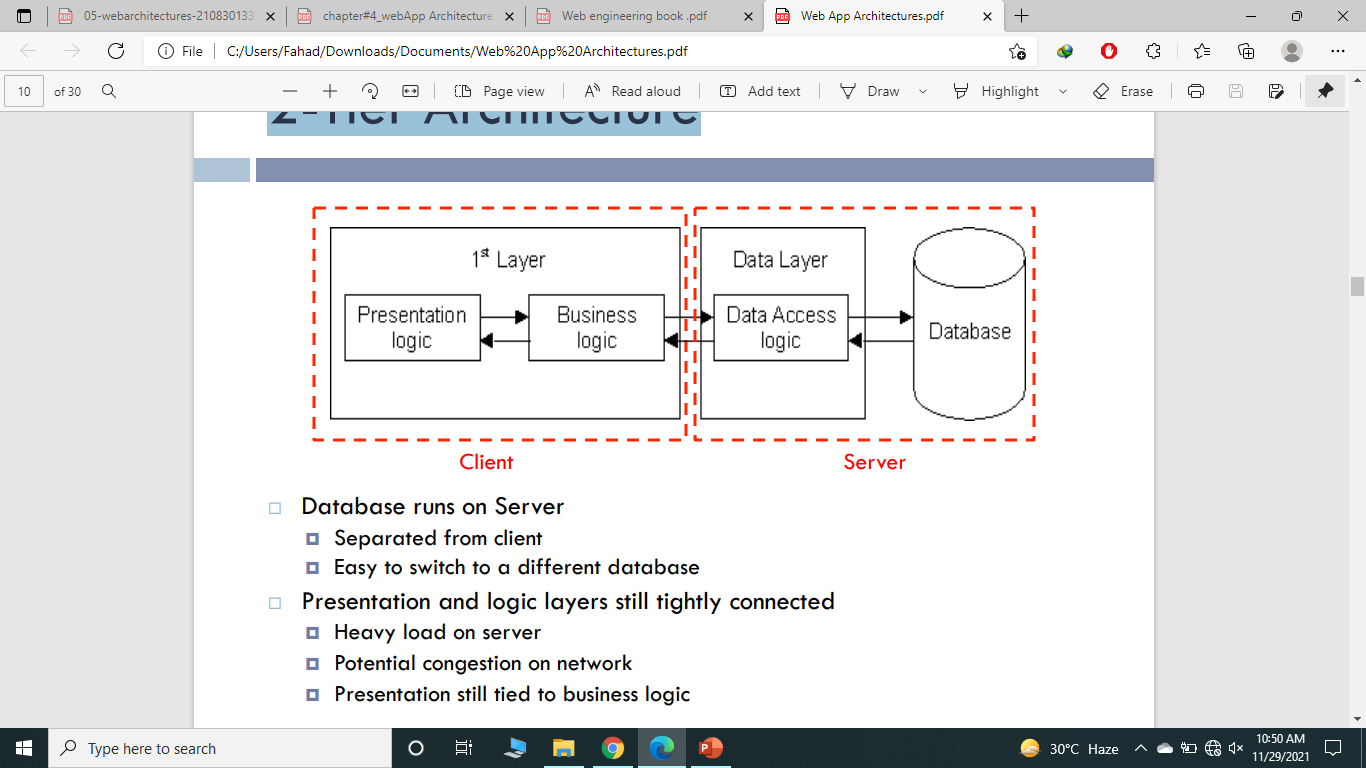 05-webarchitectures-2108301335
chapter#4_webApp Architecture
Web engineering book .pdf
Web App Architectures.pdf
File
C:/Users/Fahad/Downloads/Documents/Web%20App%20Architectures.pdf
10 of 30
Page view
Read aloud
Add text
Draw
Highlight
Erase
2-Tier Architecture
1st Layer
Data Layer
Presentation
logic
Business
logic
Data Access
logic
Database
Client
Server
Database runs on Server
Separated from client
Easy to switch to a different database
Presentation and logic layers still tightly connected
Heavy load on server
Potential congestion on network
Presentation still tied to business logic
Type here to search
30°C Haze
10:50 AM
11/29/2021